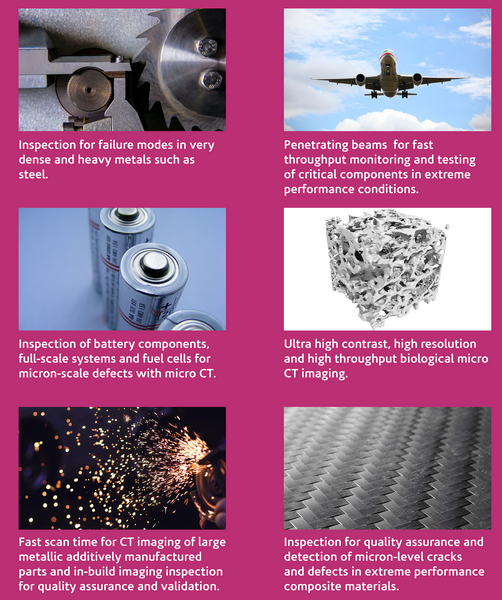 Inspection for failure modes in very
dense and heavy metals such as
steel.
Penetrating beams for fast
throughput monitoring and testing
of critical components in extreme
performance conditions.
Inspection of battery components,
full-scale systems and fuel cells for
micron-scale defects with micro CT.
Ultra high contrast, high resolution
and high throughput biological micro
CT imaging.
Fast scan time for CT imaging of large
metallic additively manufactured
parts and in-build imaging inspection
for quality assurance and validation.
Inspection for quality assurance and
detection of micron-level cracks
and defects in extreme performance
composite materials.